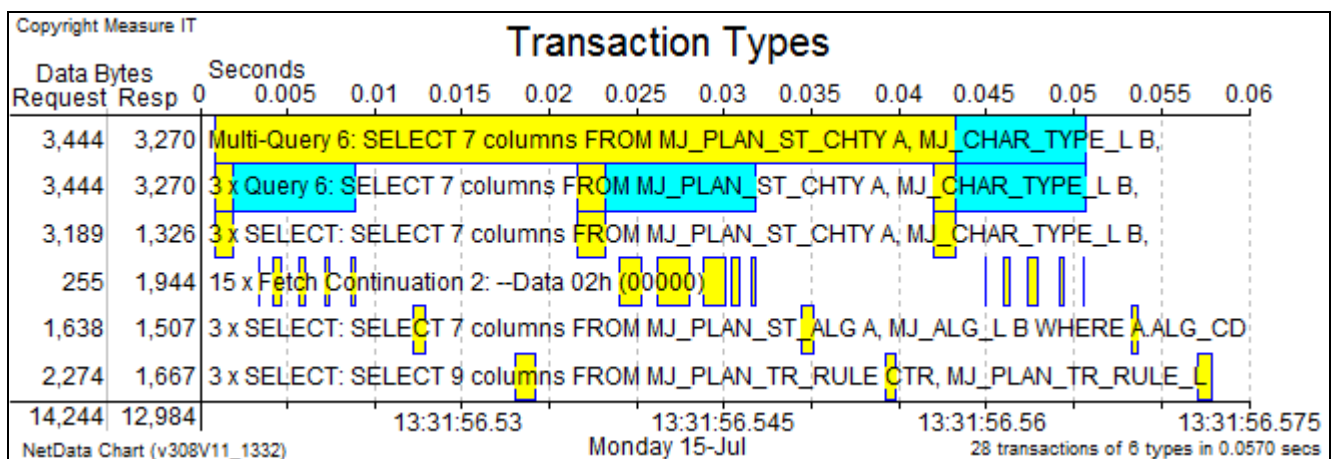 Copyright Measure IT
Transaction Types
Data Bytes Seconds
Request Resp 0 0.005 0.01 0.015 0.02 0.025 0.03 0.035 0.04 0.045 0.05 0.055 0.06
3,444 3,270 Multi-Query 6: SELECT 7 columns FROM MJ_PLAN_ST_CHTY A, MJ_CHAR_TYPE_L B,
3,444 3,270 3 x Query 6: SELECT 7 columns FROM MJ_PLAN_ST_CHTY A, MJ_CHAR_TYPE_L B,
3,189 1,326 3 x SELECT: SELECT 7 columns FROM MJ_PLAN_ST_CHTY A, MJ_CHAR_TYPE_L B,
255 1,944 15 x Fetch Continuation 2: --Data 02h (00000)
1,638 1,507 3 x SELECT: SELECT 7 columns FROM MJ_PLAN_ST_ALG A, MJ_ALG_L B WHERE A.ALG_CD
2,274 1,667 3 x SELECT: SELECT 9 columns FROM MJ_PLAN_TR_RULE CTR, MJ_PLAN_TR_RULE_L
14,244 12,984 13:31:56.53 13:31:56.545 13:31:56.56 13:31:56.575
NetData Chart (v308V11_1332) Monday 15-Jul 28 transactions of 6 types in 0.0570 secs